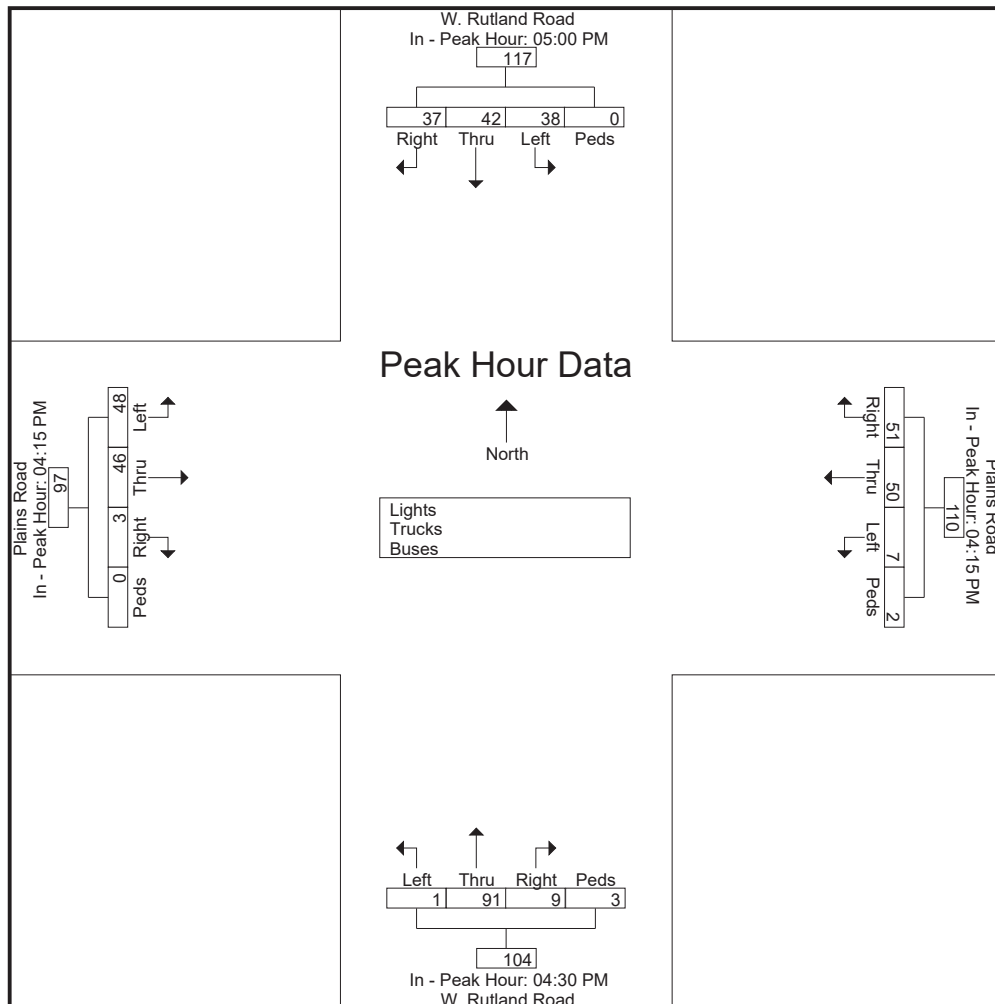 W. Rutland Road
In - Peak Hour: 05:00 PM
117
37 42 38 0
Right Thru Left Peds
Peak Hour Data
North
Lights
Trucks
Buses
Plains Road
In - Peak Hour: 04:15 PM
97
48 46 3 0
Left Thru Right Peds
Plains Road
In - Peak Hour: 04:15 PM
110
51 50 7 2
Right Thru Left Peds
Left Thru Right Peds
1 91 9 3
104
In - Peak Hour: 04:30 PM
W. Rutland Road